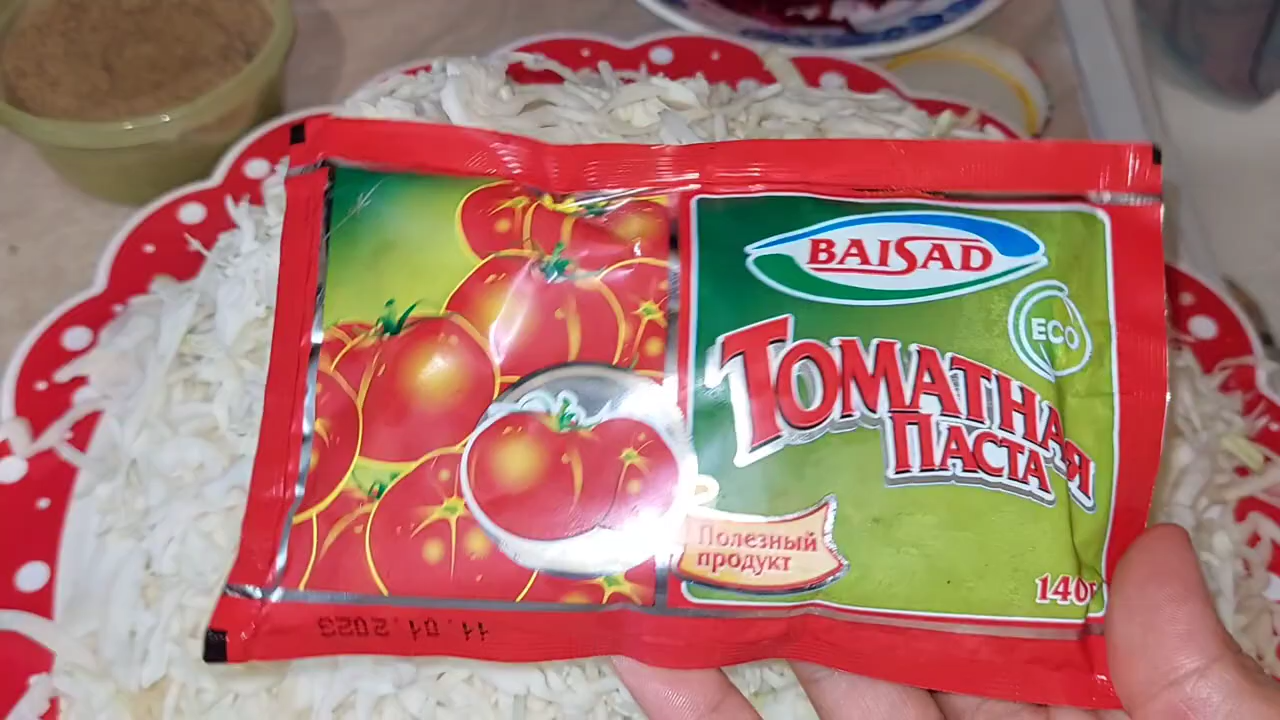 BAISAD
ECO
ТОМАТНАЯ
ПАСТА
Полезный
продукт
140г
11.01.2023